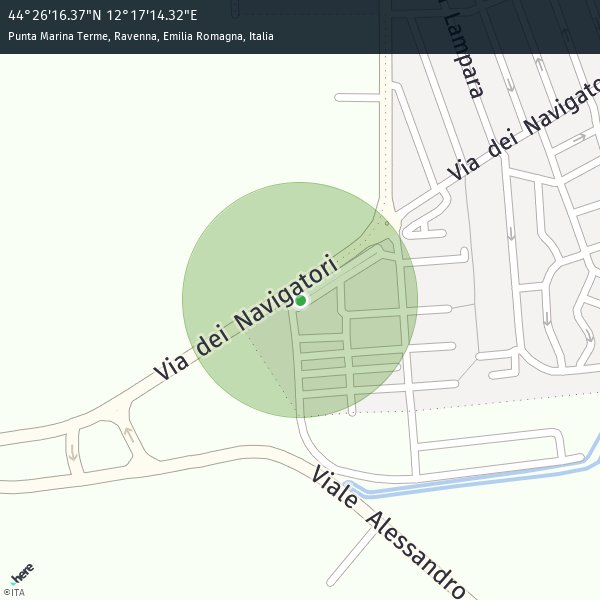 44°26'16.37"N 12°17'14.32"E
Punta Marina Terme, Ravenna, Emilia Romagna, Italia
Lampara
Via dei Navigato
Via dei Navigatori
Viale Alessandro
here
©ITA